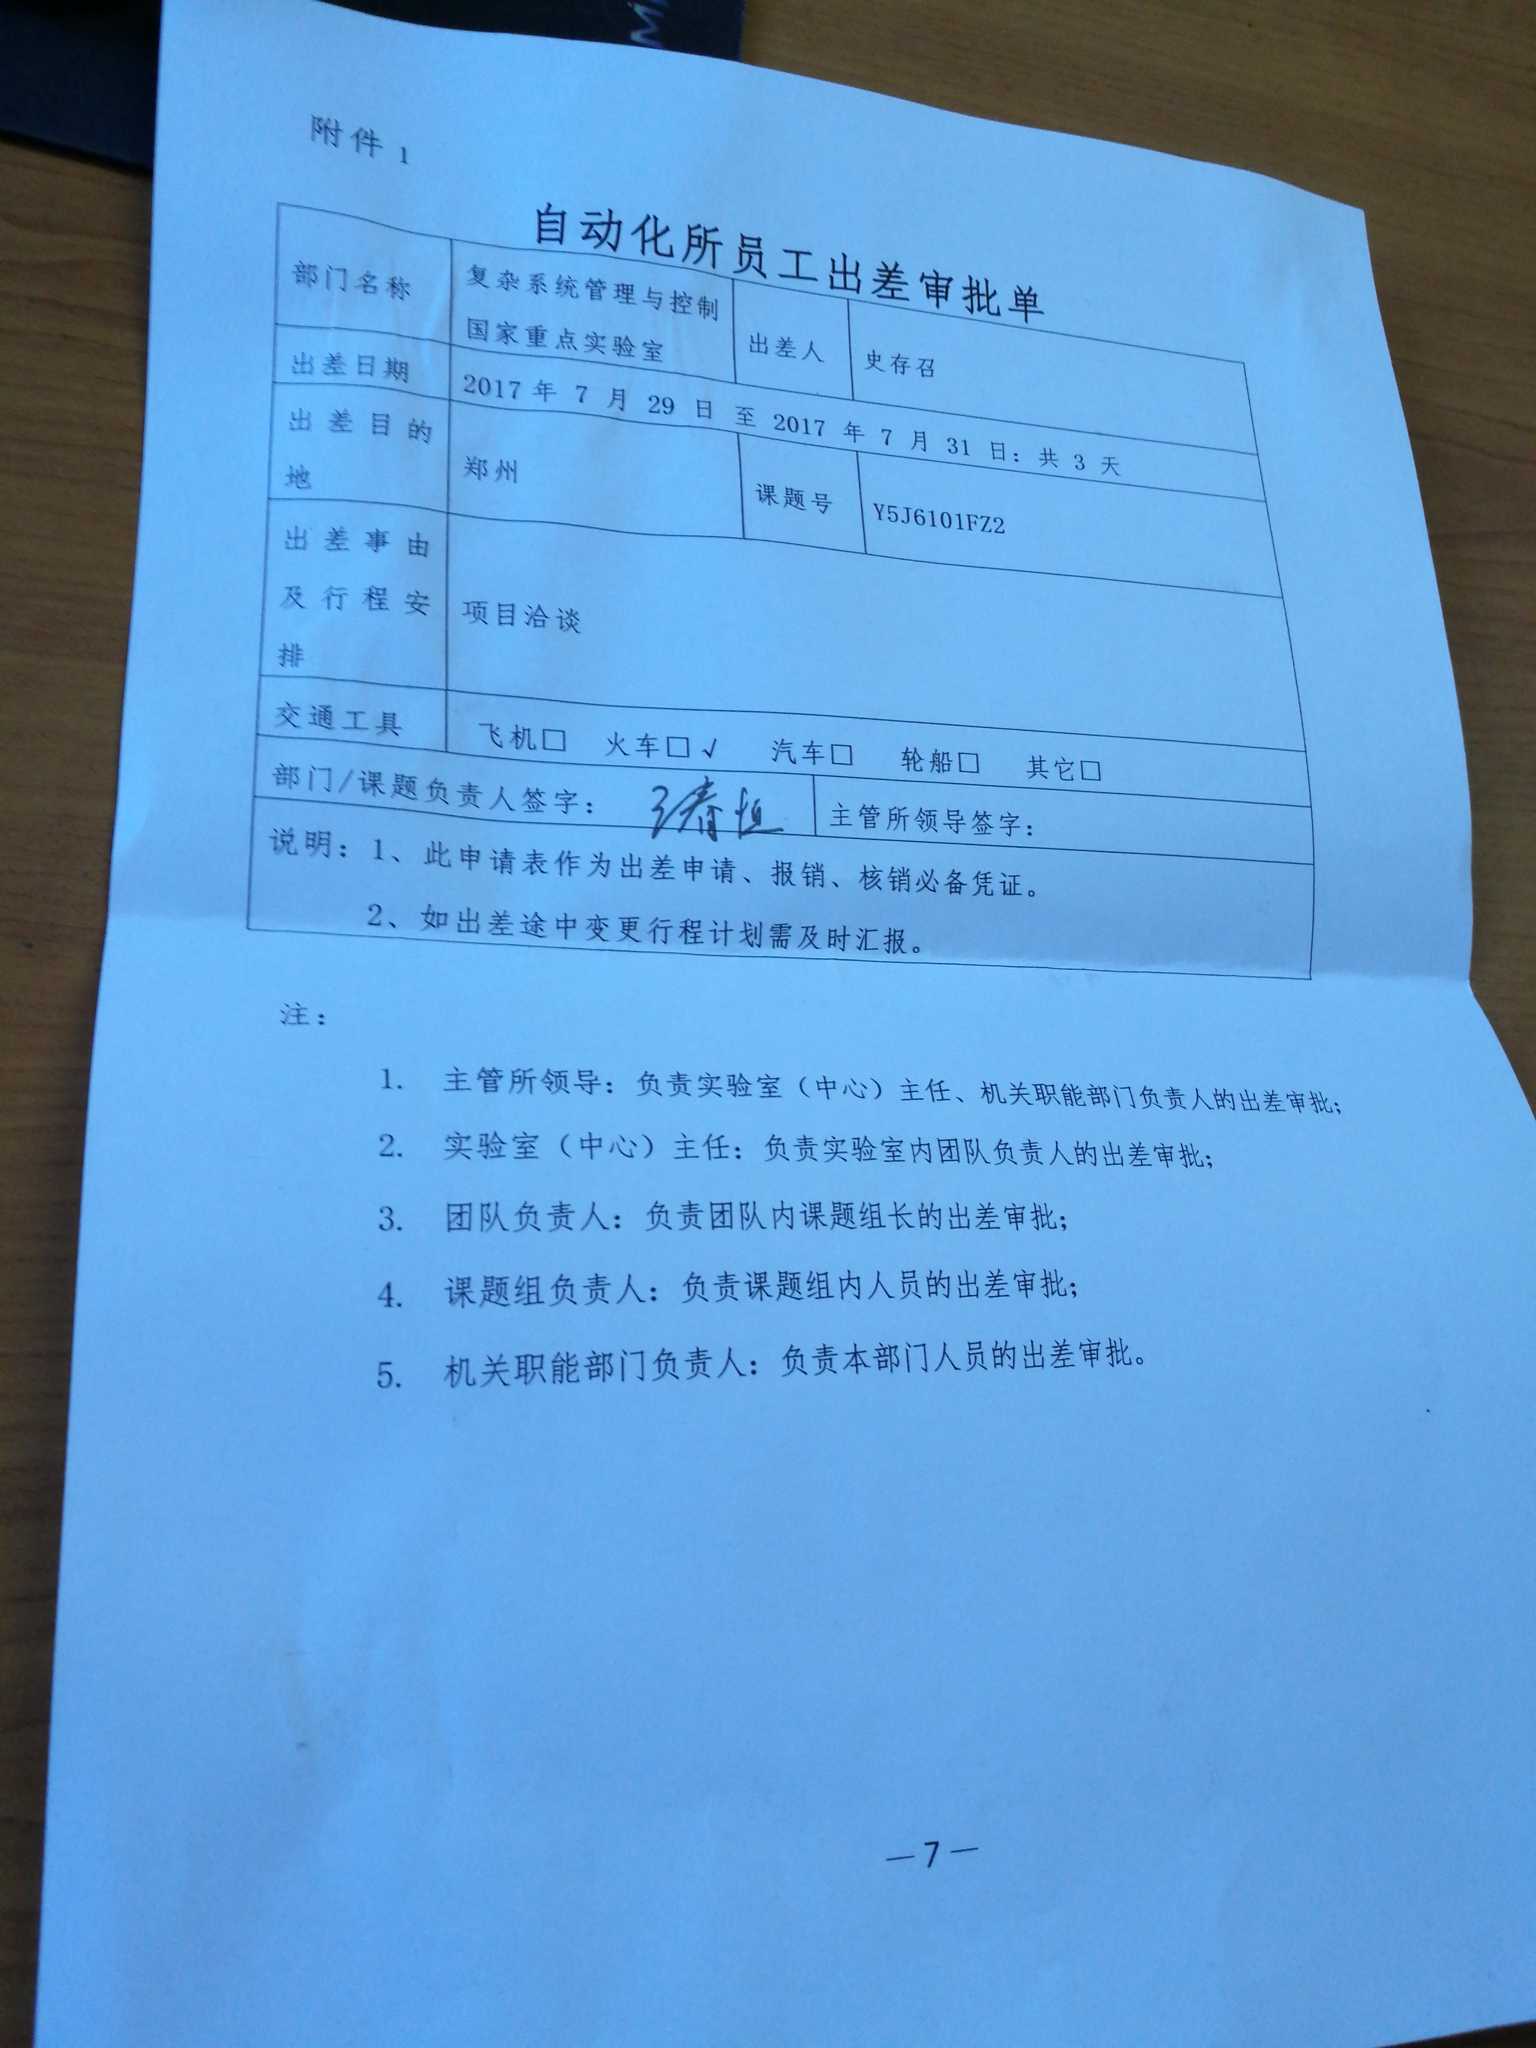 附件 1
自动化所员工出差审批单
部门名称 复杂系统管理与控制国家重点实验室 出差人 史存召
出差日期 2017 年 7 月 29 日 至 2017 年 7 月 31 日：共 3 天
出差目的地 郑州 课题号 Y5J6101FZ2
出差事由及行程安排 项目洽谈
交通工具 飞机□ 火车□√ 汽车□ 轮船□ 其它□
部门/课题负责人签字： 春恒 主管所领导签字：
说明：1、此申请表作为出差申请、报销、核销必备凭证。
2、如出差途中变更行程计划需及时汇报。
注：
1. 主管所领导：负责实验室（中心）主任、机关职能部门负责人的出差审批；
2. 实验室（中心）主任：负责实验室内团队负责人的出差审批；
3. 团队负责人：负责团队内课题组长的出差审批；
4. 课题组负责人：负责课题组内人员的出差审批；
5. 机关职能部门负责人：负责本部门人员的出差审批。
—7—